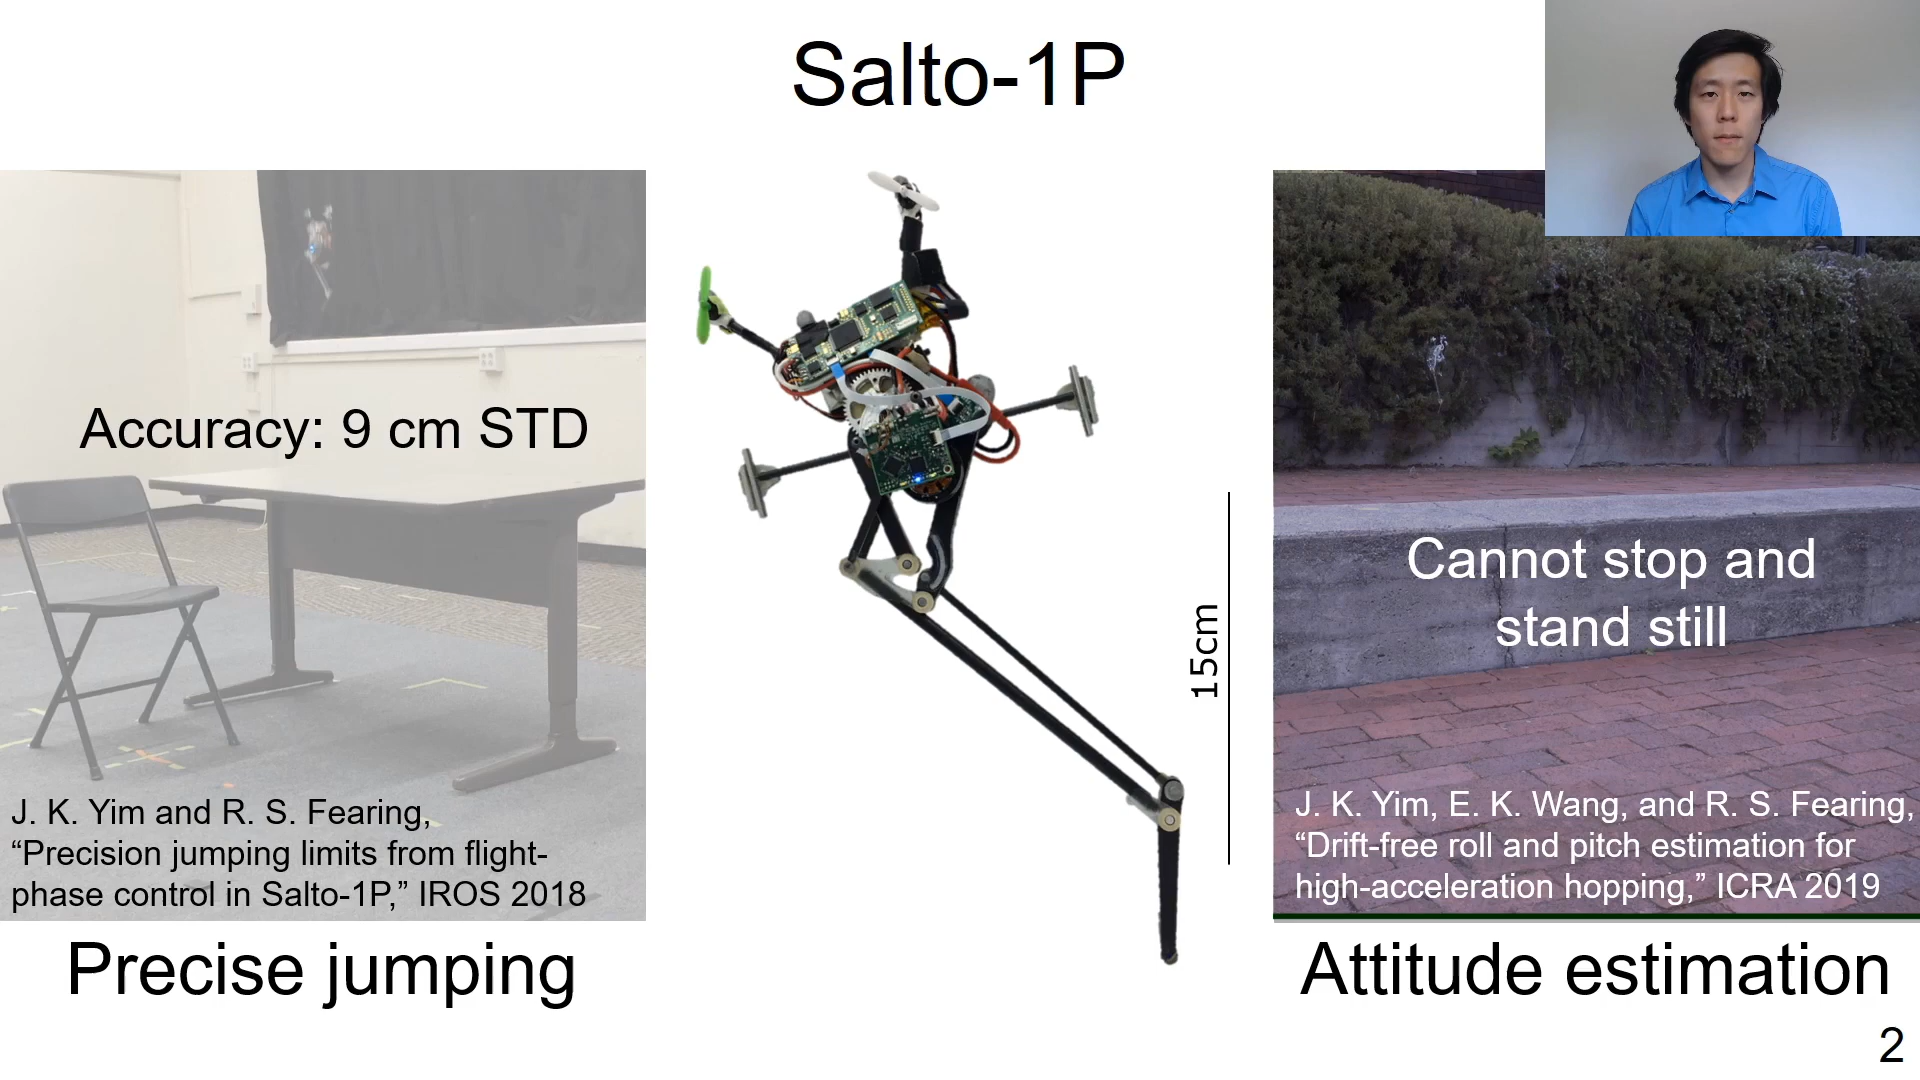 Salto-1P
Accuracy: 9 cm STD
J. K. Yim and R. S. Fearing,
“Precision jumping limits from flight-
phase control in Salto-1P,” IROS 2018
Precise jumping
15cm
Cannot stop and
stand still
J. K. Yim, E. K. Wang, and R. S. Fearing,
“Drift-free roll and pitch estimation for
high-acceleration hopping,” ICRA 2019
Attitude estimation
2